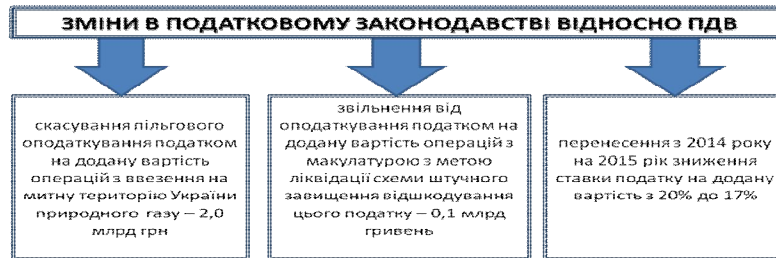 ЗМІНИ В ПОДАТКОВОМУ ЗАКОНОДАВСТВІ ВІДНОСНО ПДВ
скасування пільгового
оподаткування податком
на додану вартість
операцій з ввезення на
митну територію України
природного газу – 2,0
млрд грн
звільнення від
оподаткування податком на
додану вартість операцій з
макулатурою з метою
ліквідації схеми штучного
завищення відшкодування
цього податку – 0,1 млрд
гривень
перенесення з 2014 року
на 2015 рік зниження
ставки податку на додану
вартість з 20% до 17%